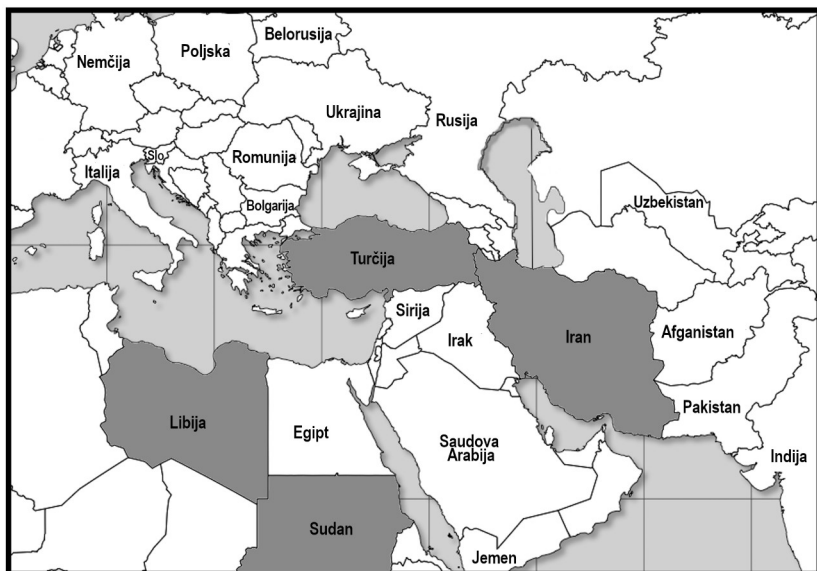 Belorusija
Nemčija
Poljska
Ukrajina
Rusija
Slo
Romunija
Italija
Uzbekistan
Bolgarija
Turčija
Sirija
Irak
Iran
Afganistan
Pakistan
Libija
Egipt
Saudova
Arabija
Indija
Sudan
Jemen